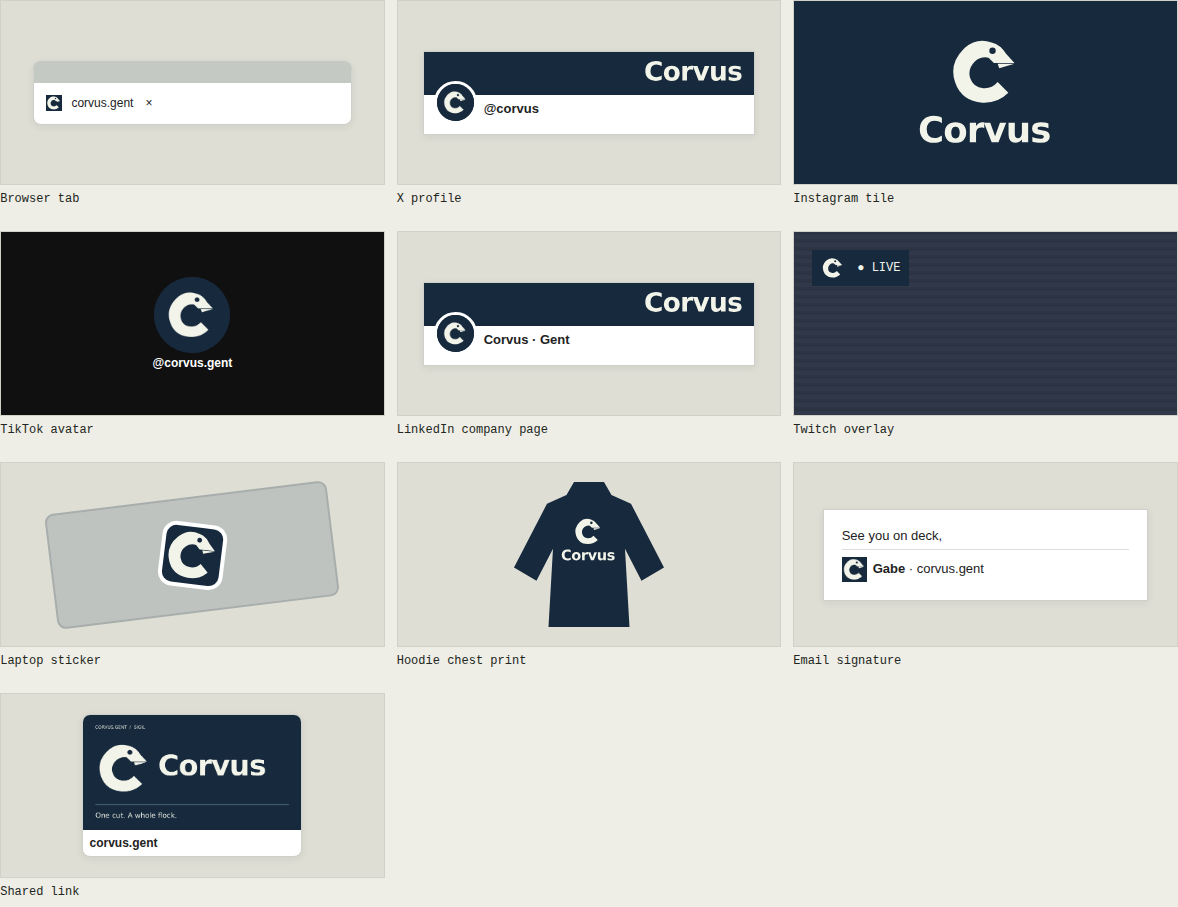 corvus.gent ×
Browser tab
Corvus
@corvus
X profile
Corvus
Instagram tile
@corvus.gent
TikTok avatar
Corvus
Corvus · Gent
LinkedIn company page
● LIVE
Twitch overlay
Laptop sticker
Corvus
Hoodie chest print
See you on deck,
Gabe · corvus.gent
Email signature
CORVUS.GENT / SIGIL
Corvus
One cut. A whole flock.
corvus.gent
Shared link